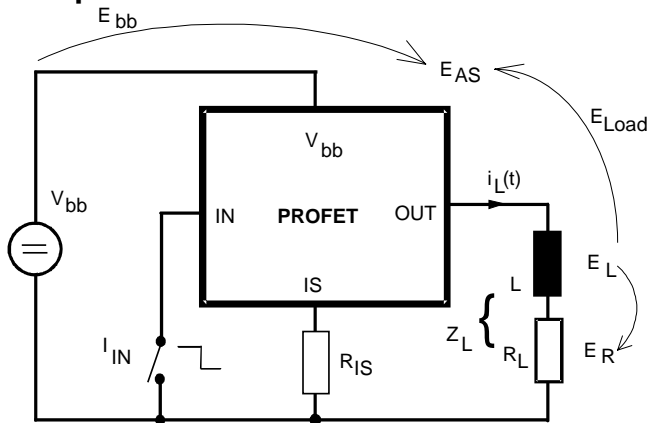 E bb
E AS
E Load
V bb
V bb
i L (t)
IN
PROFET
OUT
IS
L
E L
Z L
{
R L
E R
I IN
R IS